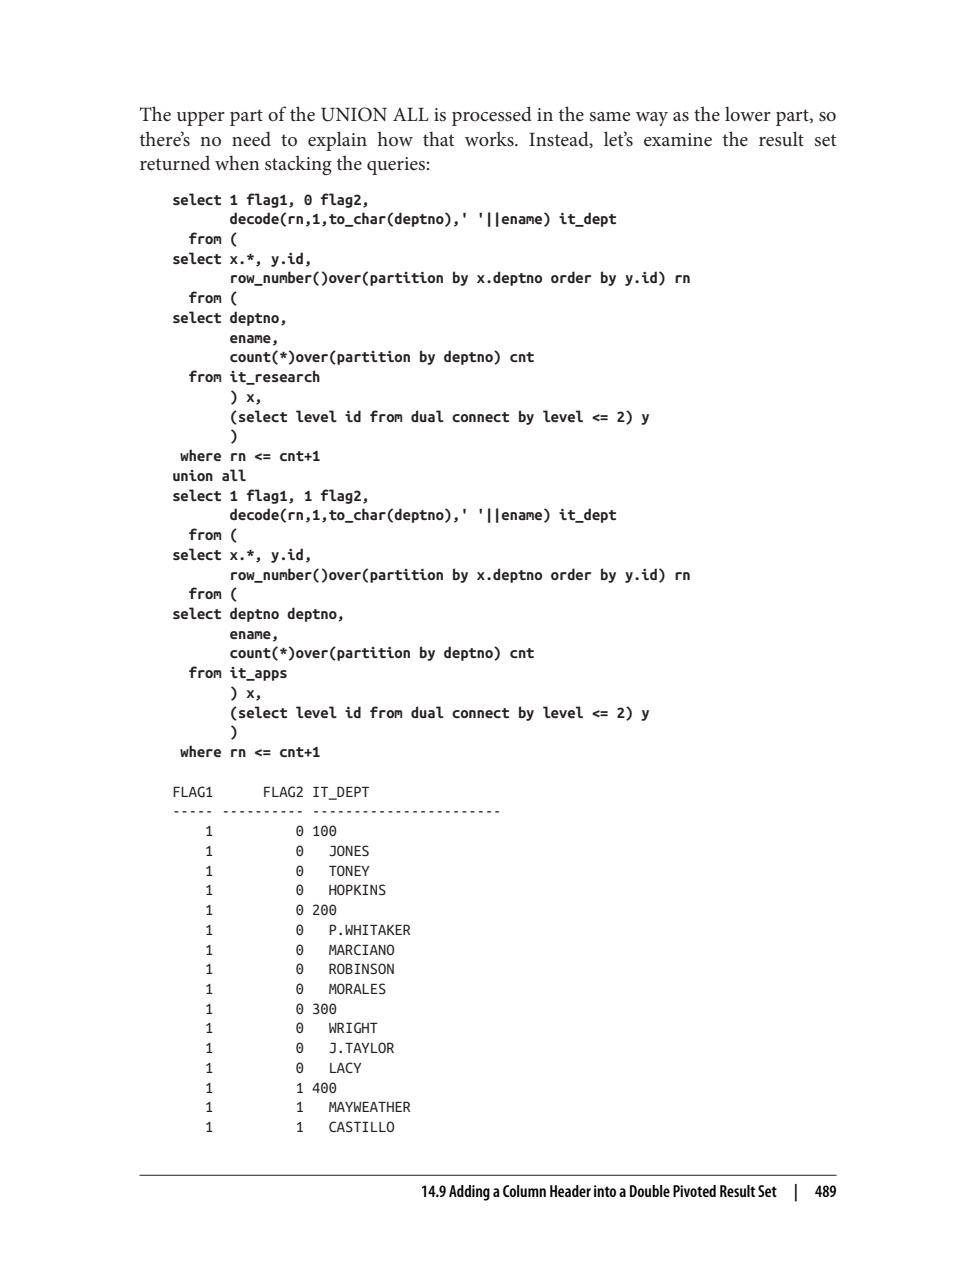 The upper part of the UNION ALL is processed in the same way as the lower part, so
there’s no need to explain how that works. Instead, let’s examine the result set
returned when stacking the queries:
select 1 flag1, 0 flag2,
       decode(rn,1,to_char(deptno),' '||ename) it_dept
  from (
select x.*, y.id,
       row_number()over(partition by x.deptno order by y.id) rn
  from (
select deptno,
       ename,
       count(*)over(partition by deptno) cnt
  from it_research
       ) x,
       (select level id from dual connect by level <= 2) y
       )
 where rn <= cnt+1
union all
select 1 flag1, 1 flag2,
       decode(rn,1,to_char(deptno),' '||ename) it_dept
  from (
select x.*, y.id,
       row_number()over(partition by x.deptno order by y.id) rn
  from (
select deptno deptno,
       ename,
       count(*)over(partition by deptno) cnt
  from it_apps
       ) x,
       (select level id from dual connect by level <= 2) y
       )
 where rn <= cnt+1
FLAG1      FLAG2 IT_DEPT
----- ---------- -----------------------
    1          0 100
    1          0   JONES
    1          0   TONEY
    1          0   HOPKINS
    1          0 200
    1          0   P.WHITAKER
    1          0   MARCIANO
    1          0   ROBINSON
    1          0   MORALES
    1          0 300
    1          0   WRIGHT
    1          0   J.TAYLOR
    1          0   LACY
    1          1 400
    1          1   MAYWEATHER
    1          1   CASTILLO
14.9 Adding a Column Header into a Double Pivoted Result Set | 489